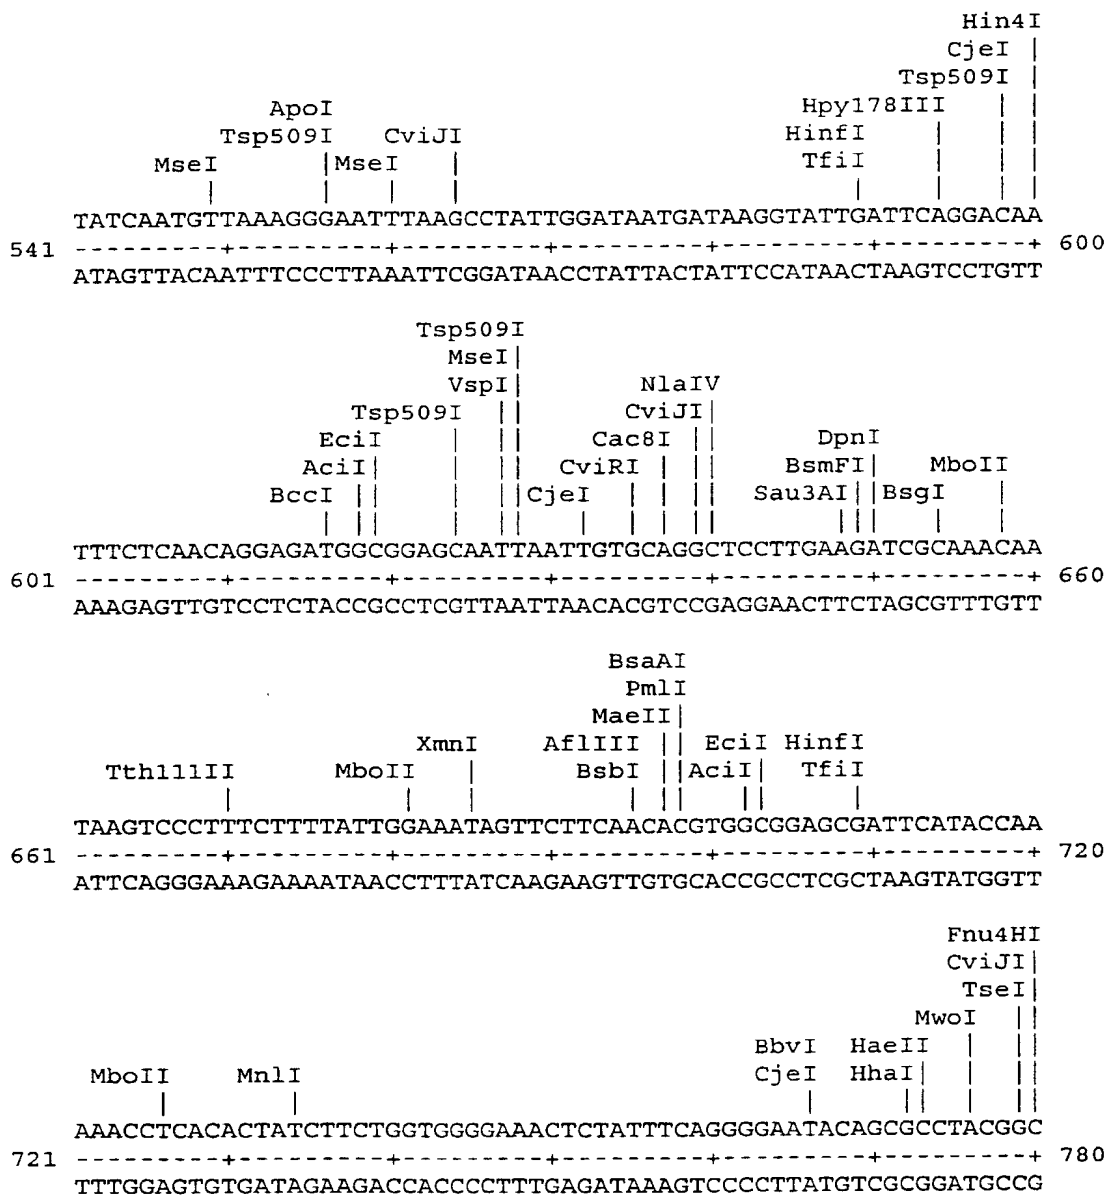 Hin4I
CjeI
Tsp509I
ApoI Hpy178III
Tsp509I CviJI HinfI
MseI MseI TfiI
TATCAATGTTAAAGGGAATTTAAGCCTATTGGATAATGATAAGGTATTGATTCAGGACAA
541 ---------+---------+---------+---------+---------+---------+ 600
ATAGTTACAATTTCCCTTAAATTCGGATAACCTATTACTATTCCATAACTAAGTCCTGTT
Tsp509I
MseI
VspI NlaIV
Tsp509I CviJI
EciI Cac8I DpnI
AciI CviRI BsmFI MboII
BccI CjeI Sau3AI BsgI
TTTCTCAACAGGAGATGGCGGAGCAATTAATTGTGCAGGCTCCTTGAAGATCGCAAACAA
601 ---------+---------+---------+---------+---------+---------+ 660
AAAGAGTTGTCCTCTACCGCCTCGTTAATTAACACGTCCGAGGAACTTCTAGCGTTTGTT
BsaAI
PmlI
MaeII
XmnI AflIII EciI HinfI
Tth111II MboII BsbI AciI TfiI
TAAGTCCCTTTCTTTTATTGGAAATAGTTCTTCAACACGTGGCGGAGCGATTCATACCAA
661 ---------+---------+---------+---------+---------+---------+ 720
ATTCAGGGAAAGAAAATAACCTTTATCAAGAAGTTGTGCACCGCCTCGCTAAGTATGGTT
Fnu4HI
CviJI
TseI
MwoI
BbvI HaeII
MboII MnlI CjeI HhaI
AAACCTCACACTATCTTCTGGTGGGGAAACTCTATTTCAGGGGAATACAGCGCCTACGGC
721 ---------+---------+---------+---------+---------+---------+ 780
TTTGGAGTGTGATAGAAGACCACCCCTTTGAGATAAAGTCCCCTTATGTCGCGGATGCCG